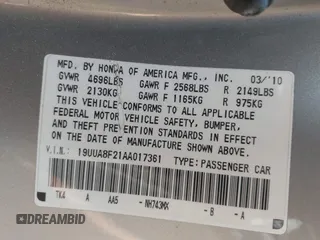 MFD. BY HONDA OF AMERICA MFG., INC. 03/'10
GVWR 4696LBS GAWR F 2568LBS R 2149LBS
GVWR 2130KG GAWR F 1165KG R 975KG
THIS VEHICLE CONFORMS TO ALL APPLICABLE
FEDERAL MOTOR VEHICLE SAFETY, BUMPER,
AND THEFT PREVENTION STANDARDS IN EFFECT
ON THE DATE OF MANUFACTURE SHOWN ABOVE.
V.I.N.: 19UUA8F21AA017361 TYPE: PASSENGER CAR
TK4 A AA5 - NH743MX - B - A
DREAMBID